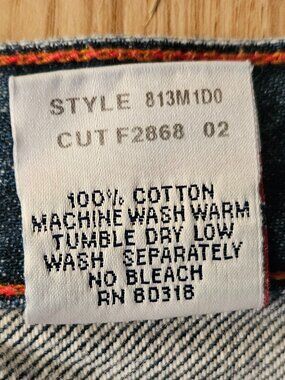 STYLE 813M1D0
CUT F2868 02
100% COTTON
MACHINE WASH WARM
TUMBLE DRY LOW
WASH SEPARATELY
NO BLEACH
RN 80318